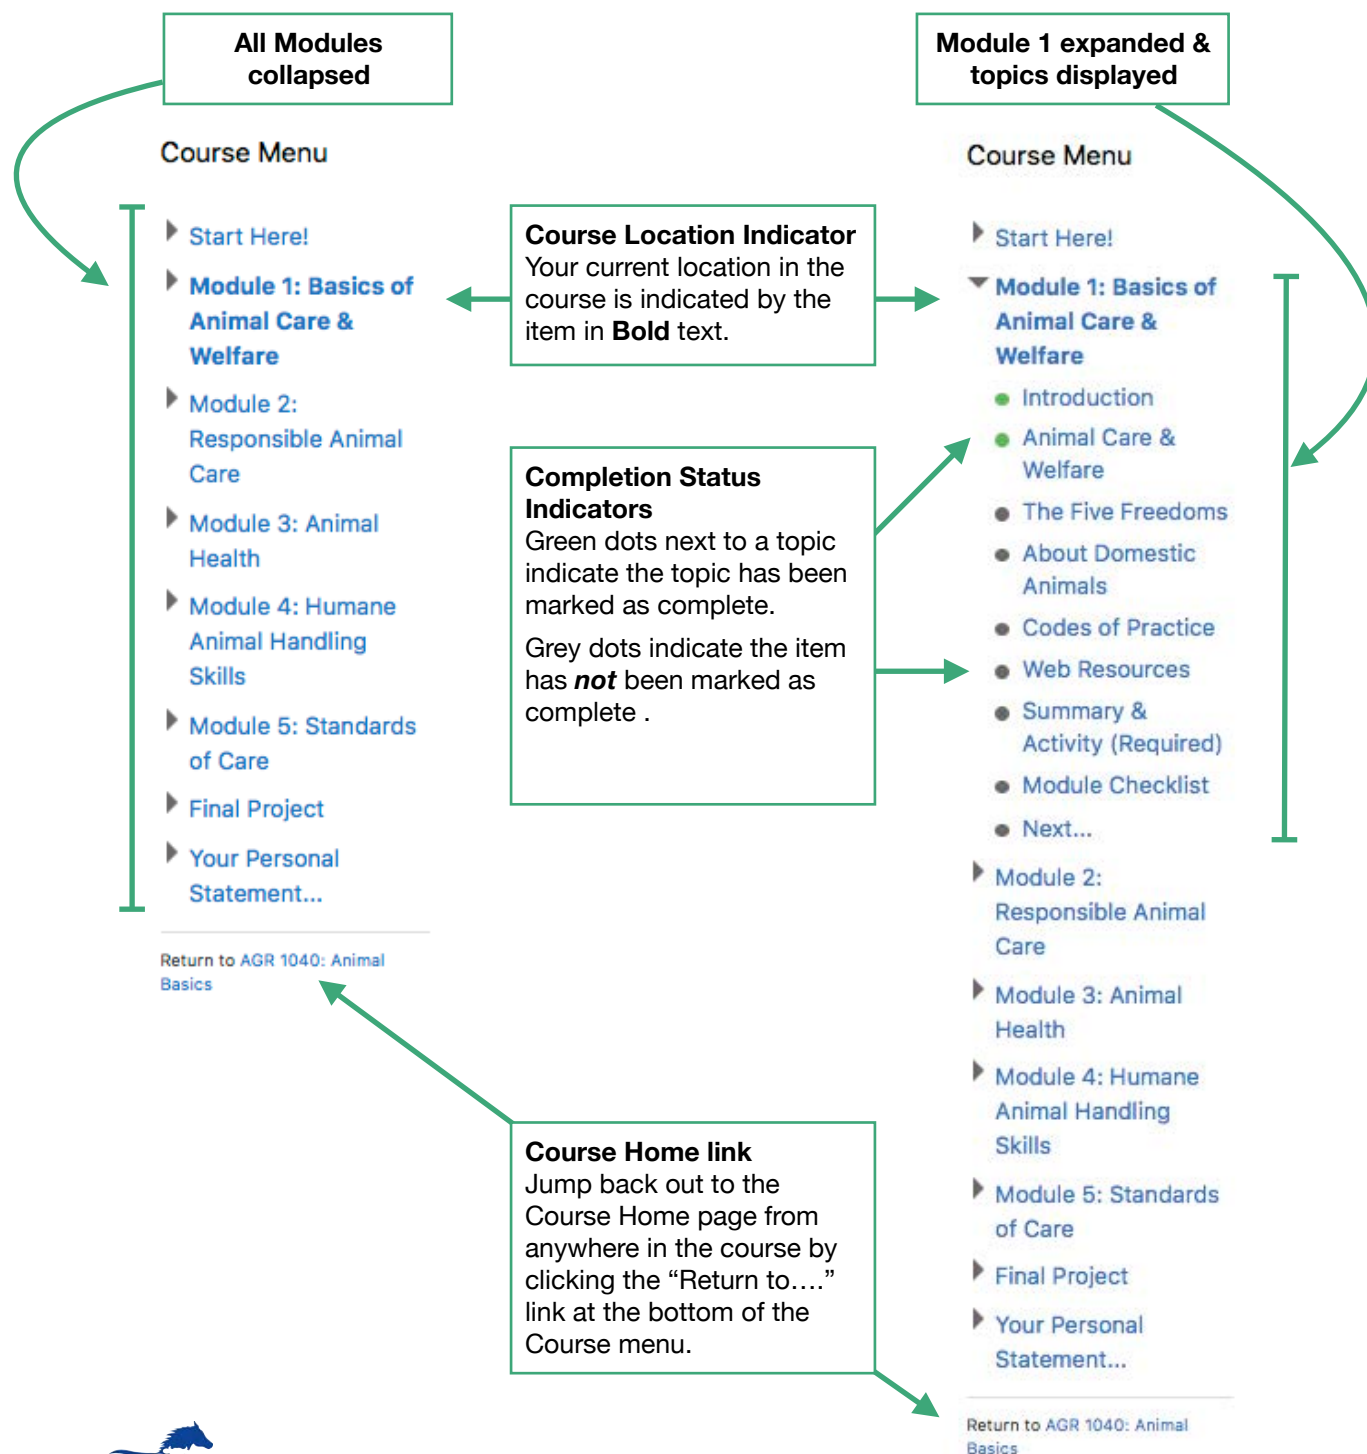 All Modules
collapsed
Module 1 expanded &
topics displayed
Course Menu
Start Here!
Module 1: Basics of
Animal Care &
Welfare
Module 2:
Responsible Animal
Care
Module 3: Animal
Health
Module 4: Humane
Animal Handling
Skills
Module 5: Standards
of Care
Final Project
Your Personal
Statement...
Return to AGR 1040: Animal
Basics
Course Location Indicator
Your current location in the
course is indicated by the
item in Bold text.
Completion Status
Indicators
Green dots next to a topic
indicate the topic has been
marked as complete.
Grey dots indicate the item
has not been marked as
complete .
Course Home link
Jump back out to the
Course Home page from
anywhere in the course by
clicking the “Return to….”
link at the bottom of the
Course menu.
Course Menu
Start Here!
Module 1: Basics of
Animal Care &
Welfare
Introduction
Animal Care &
Welfare
The Five Freedoms
About Domestic
Animals
Codes of Practice
Web Resources
Summary &
Activity (Required)
Module Checklist
Next...
Module 2:
Responsible Animal
Care
Module 3: Animal
Health
Module 4: Humane
Animal Handling
Skills
Module 5: Standards
of Care
Final Project
Your Personal
Statement...
Return to AGR 1040: Animal
Basics